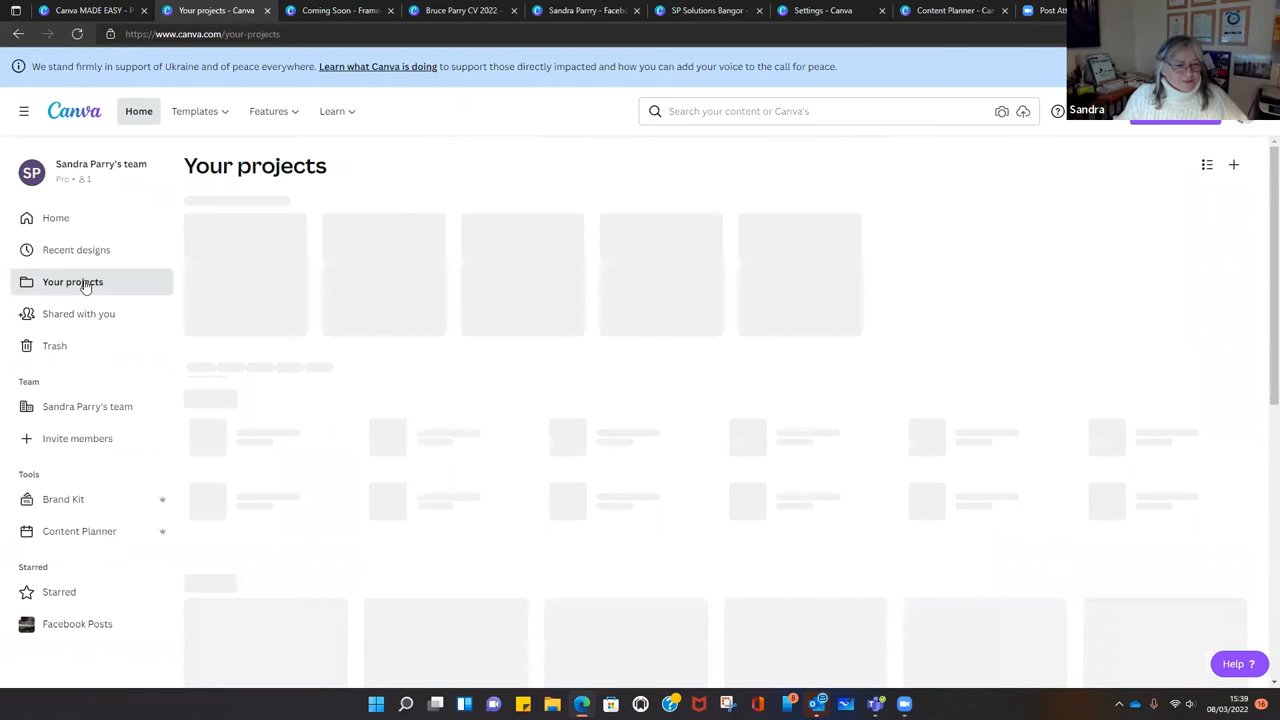 Canva MADE EASY - P
Your projects - Canva
Coming Soon - Frame
Bruce Parry CV 2022 -
Sandra Parry - Faceb
SP Solutions Bangor -
Settings - Canva
Content Planner - Can
Post Att
https://www.canva.com/your-projects
We stand firmly in support of Ukraine and of peace everywhere. Learn what Canva is doing to support those directly impacted and how you can add your voice to the call for peace.
Sandra
Canva
Home
Templates
Features
Learn
Search your content or Canva's
SP
Sandra Parry's team
Pro • 1
Your projects
Home
Recent designs
Your projects
Shared with you
Trash
Team
Sandra Parry's team
Invite members
Tools
Brand Kit
Content Planner
Starred
Starred
Facebook Posts
Help ?
8
15:39
08/03/2022
16